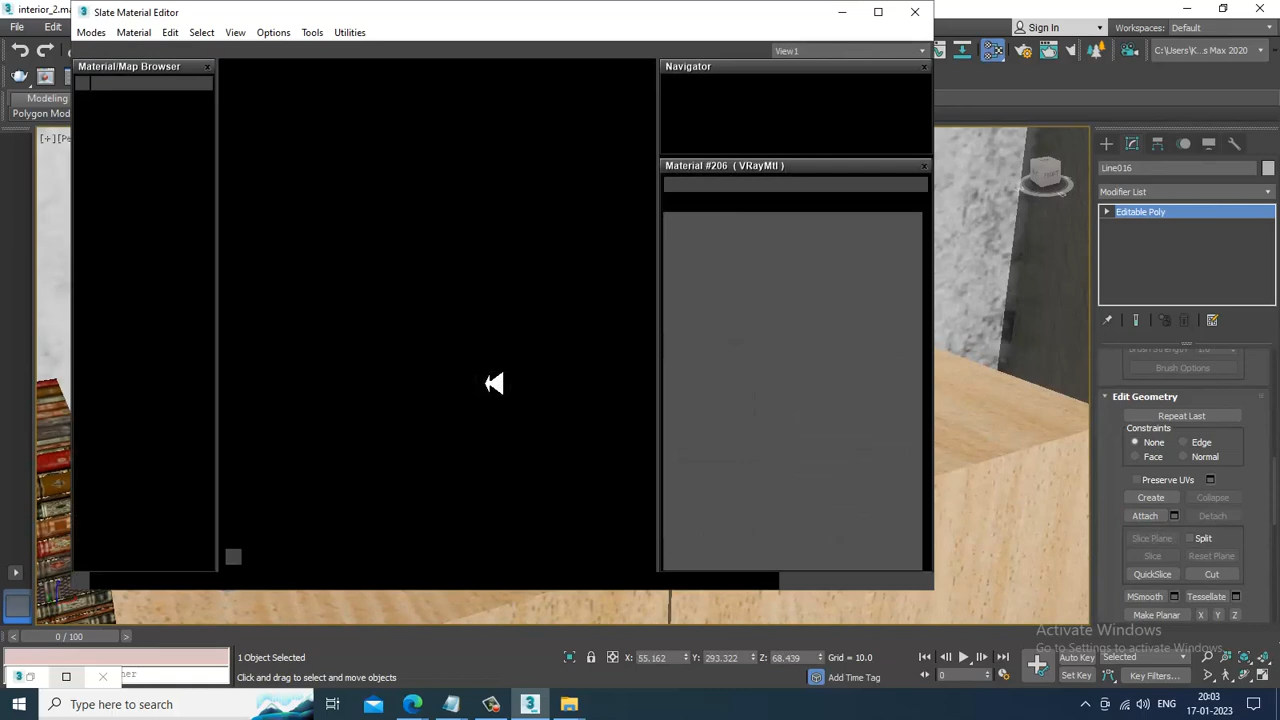 interior_2.ma
Slate Material Editor
File
Edit
Modes
Material
Edit
Select
View
Options
Tools
Utilities
Sign In
Workspaces:
Default
View1
C:\Users\K...s Max 2020
Material/Map Browser
Navigator
Modeling
Polygon Mod
Material #206  ( VRayMtl )
Line016
Modifier List
Editable Poly
Brush Options
Edit Geometry
Repeat Last
Constraints
None
Edge
Face
Normal
Preserve UVs
Create
Collapse
Attach
Detach
Slice Plane
Split
Slice
Reset Plane
QuickSlice
Cut
MSmooth
Tessellate
Make Planar
X
Y
Z
Activate Windows
Go to Settings to activate Windows.
0 / 100
1 Object Selected
Click and drag to select and move objects
X:
55.162
Y:
293.322
Z:
68.439
Grid = 10.0
Add Time Tag
Auto Key
Selected
Set Key
Key Filters...
0
Type here to search
ENG
20:03
17-01-2023